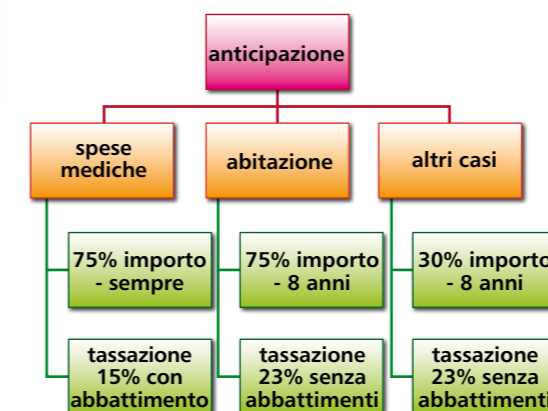 anticipazione
spese
mediche
abitazione
altri casi
75% importo
- sempre
75% importo
- 8 anni
30% importo
- 8 anni
tassazione
15% con
abbattimento
tassazione
23% senza
abbattimenti
tassazione
23% senza
abbattimenti